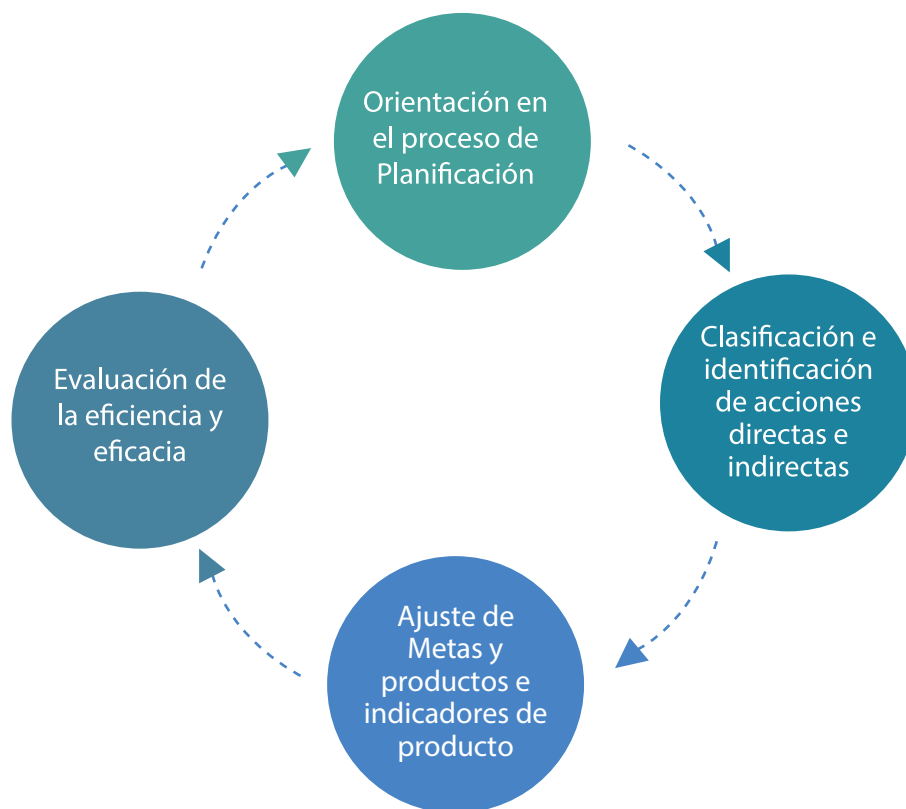 Orientación en
el proceso de
Planificación
Clasificación e
identificación
de acciones
directas e
indirectas
Ajuste de
Metas y
productos e
indicadores de
producto
Evaluación de
la eficiencia y
eficacia